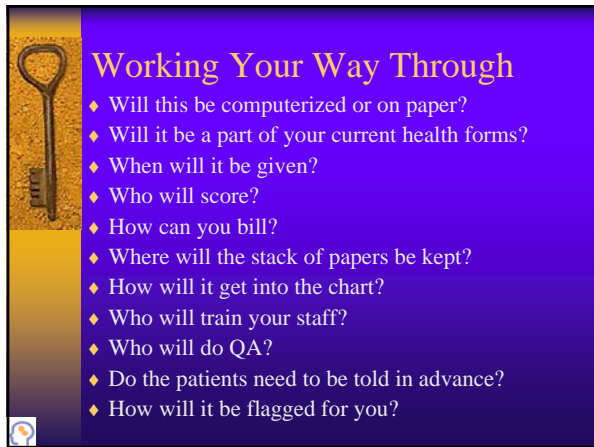 Working Your Way Through
♦ Will this be computerized or on paper?
♦ Will it be a part of your current health forms?
♦ When will it be given?
♦ Who will score?
♦ How can you bill?
♦ Where will the stack of papers be kept?
♦ How will it get into the chart?
♦ Who will train your staff?
♦ Who will do QA?
♦ Do the patients need to be told in advance?
♦ How will it be flagged for you?